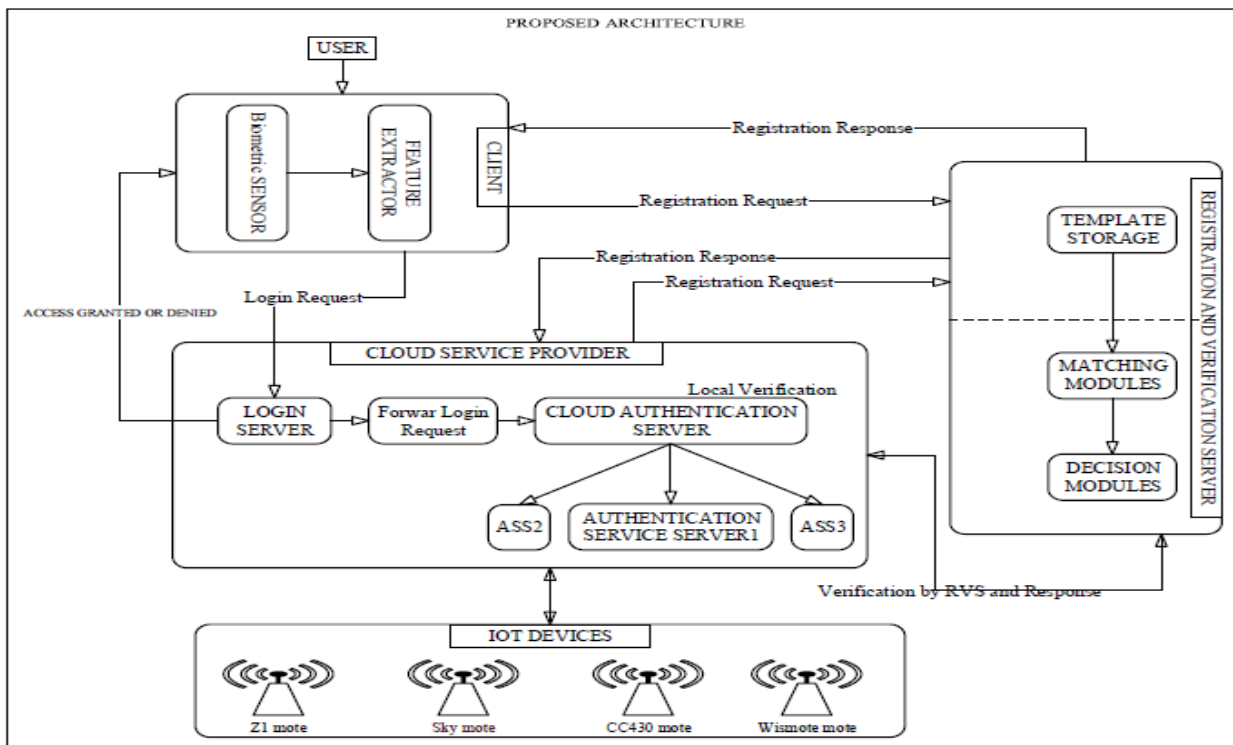 PROPOSED ARCHITECTURE
USER
Biometric SENSOR
FEATURE
EXTRACTOR
CLIENT
Registration Response
Registration Request
Registration Response
Registration Request
Login Request
ACCESS GRANTED OR DENIED
TEMPLATE
STORAGE
MATCHING
MODULES
DECISION
MODULES
REGISTRATION AND VERIFICATION SERVER
CLOUD SERVICE PROVIDER
Local Verification
LOGIN
SERVER
Forwar Login
Request
CLOUD AUTHENTICATION
SERVER
ASS2
AUTHENTICATION
SERVICE SERVER1
ASS3
Verification by RVS and Response
IOT DEVICES
Z1 mote
Sky mote
CC430 mote
Wismote mote